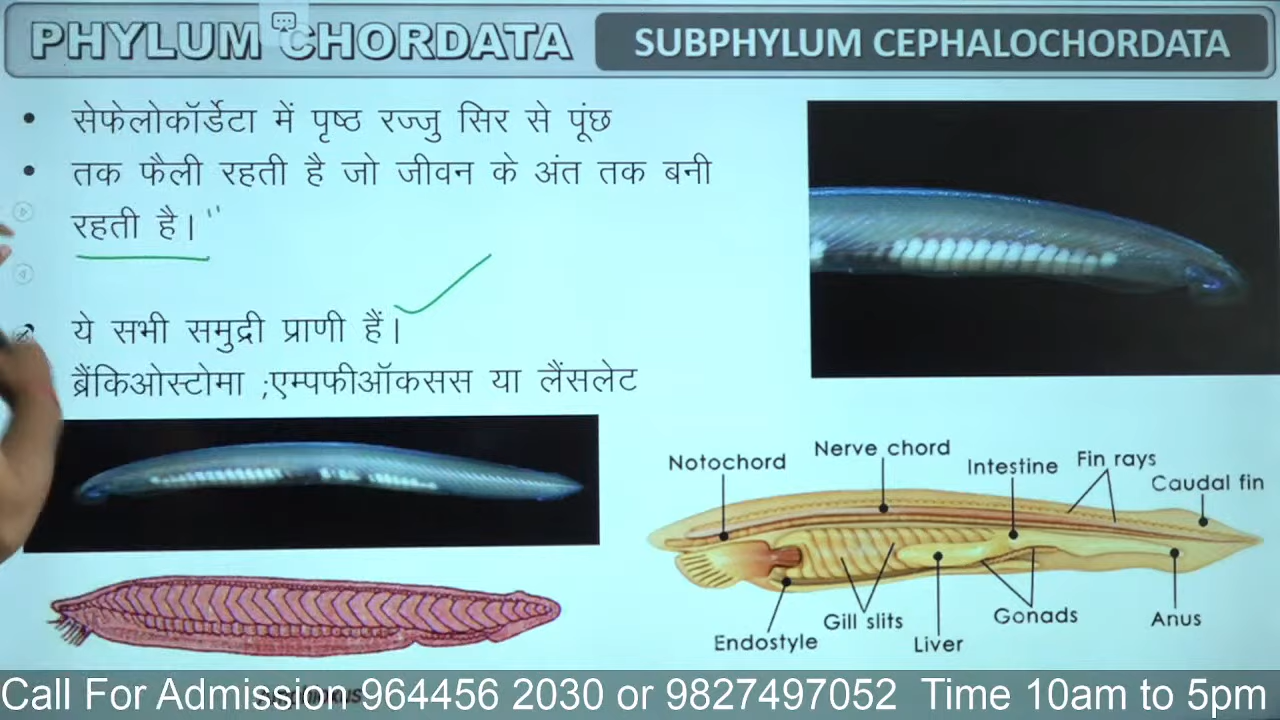 PHYLUM CHORDATA
SUBPHYLUM CEPHALOCHORDATA
सेफेलोकॉर्डेटा में पृष्ठ रज्जु सिर से पूंछ
तक फैली रहती है जो जीवन के अंत तक बनी
रहती है।
ये सभी समुद्री प्राणी हैं।
ब्रैंकिओस्टोमा ;एम्पफीऑकसस या लैंसलेट
Notochord
Nerve chord
Intestine
Fin rays
Caudal fin
Endostyle
Gill slits
Liver
Gonads
Anus
Call For Admission 964456 2030 or 9827497052 Time 10am to 5pm